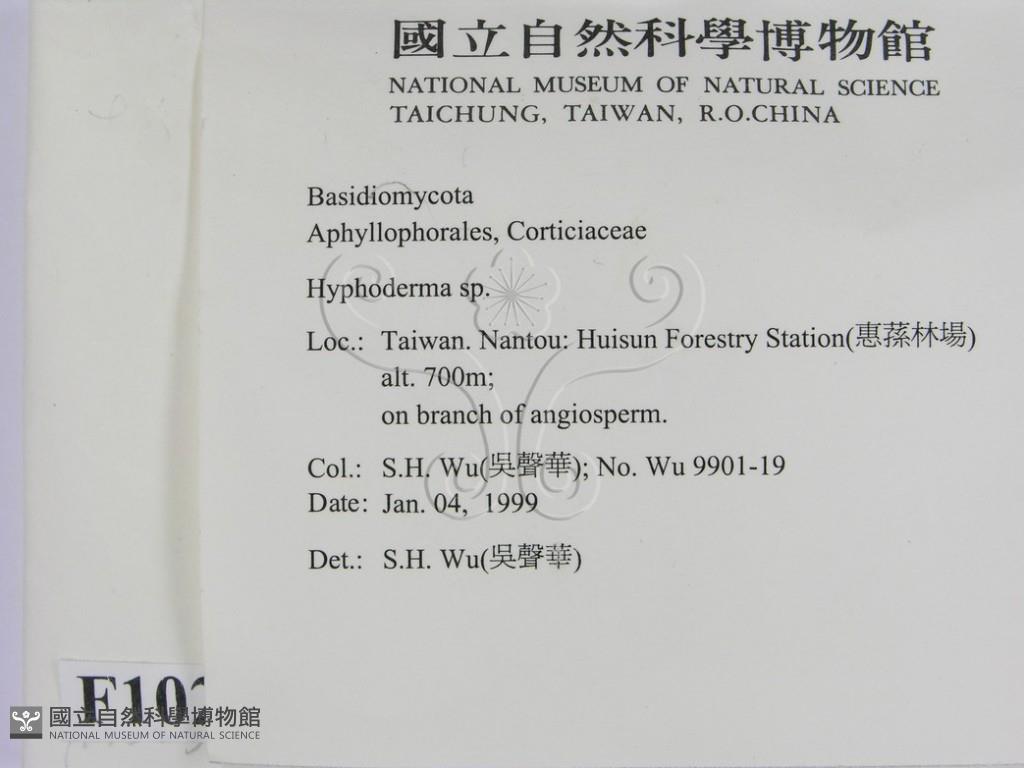 國立自然科學博物館
NATIONAL MUSEUM OF NATURAL SCIENCE
TAICHUNG, TAIWAN, R.O.CHINA
Basidiomycota
Aphyllophorales, Corticiaceae
Hyphoderma sp.
Loc.: Taiwan. Nantou: Huisun Forestry Station(惠蓀林場)
alt. 700m;
on branch of angiosperm.
Col.: S.H. Wu(吳聲華); No. Wu 9901-19
Date: Jan. 04, 1999
Det.: S.H. Wu(吳聲華)
國立自然科學博物館
NATIONAL MUSEUM OF NATURAL SCIENCE